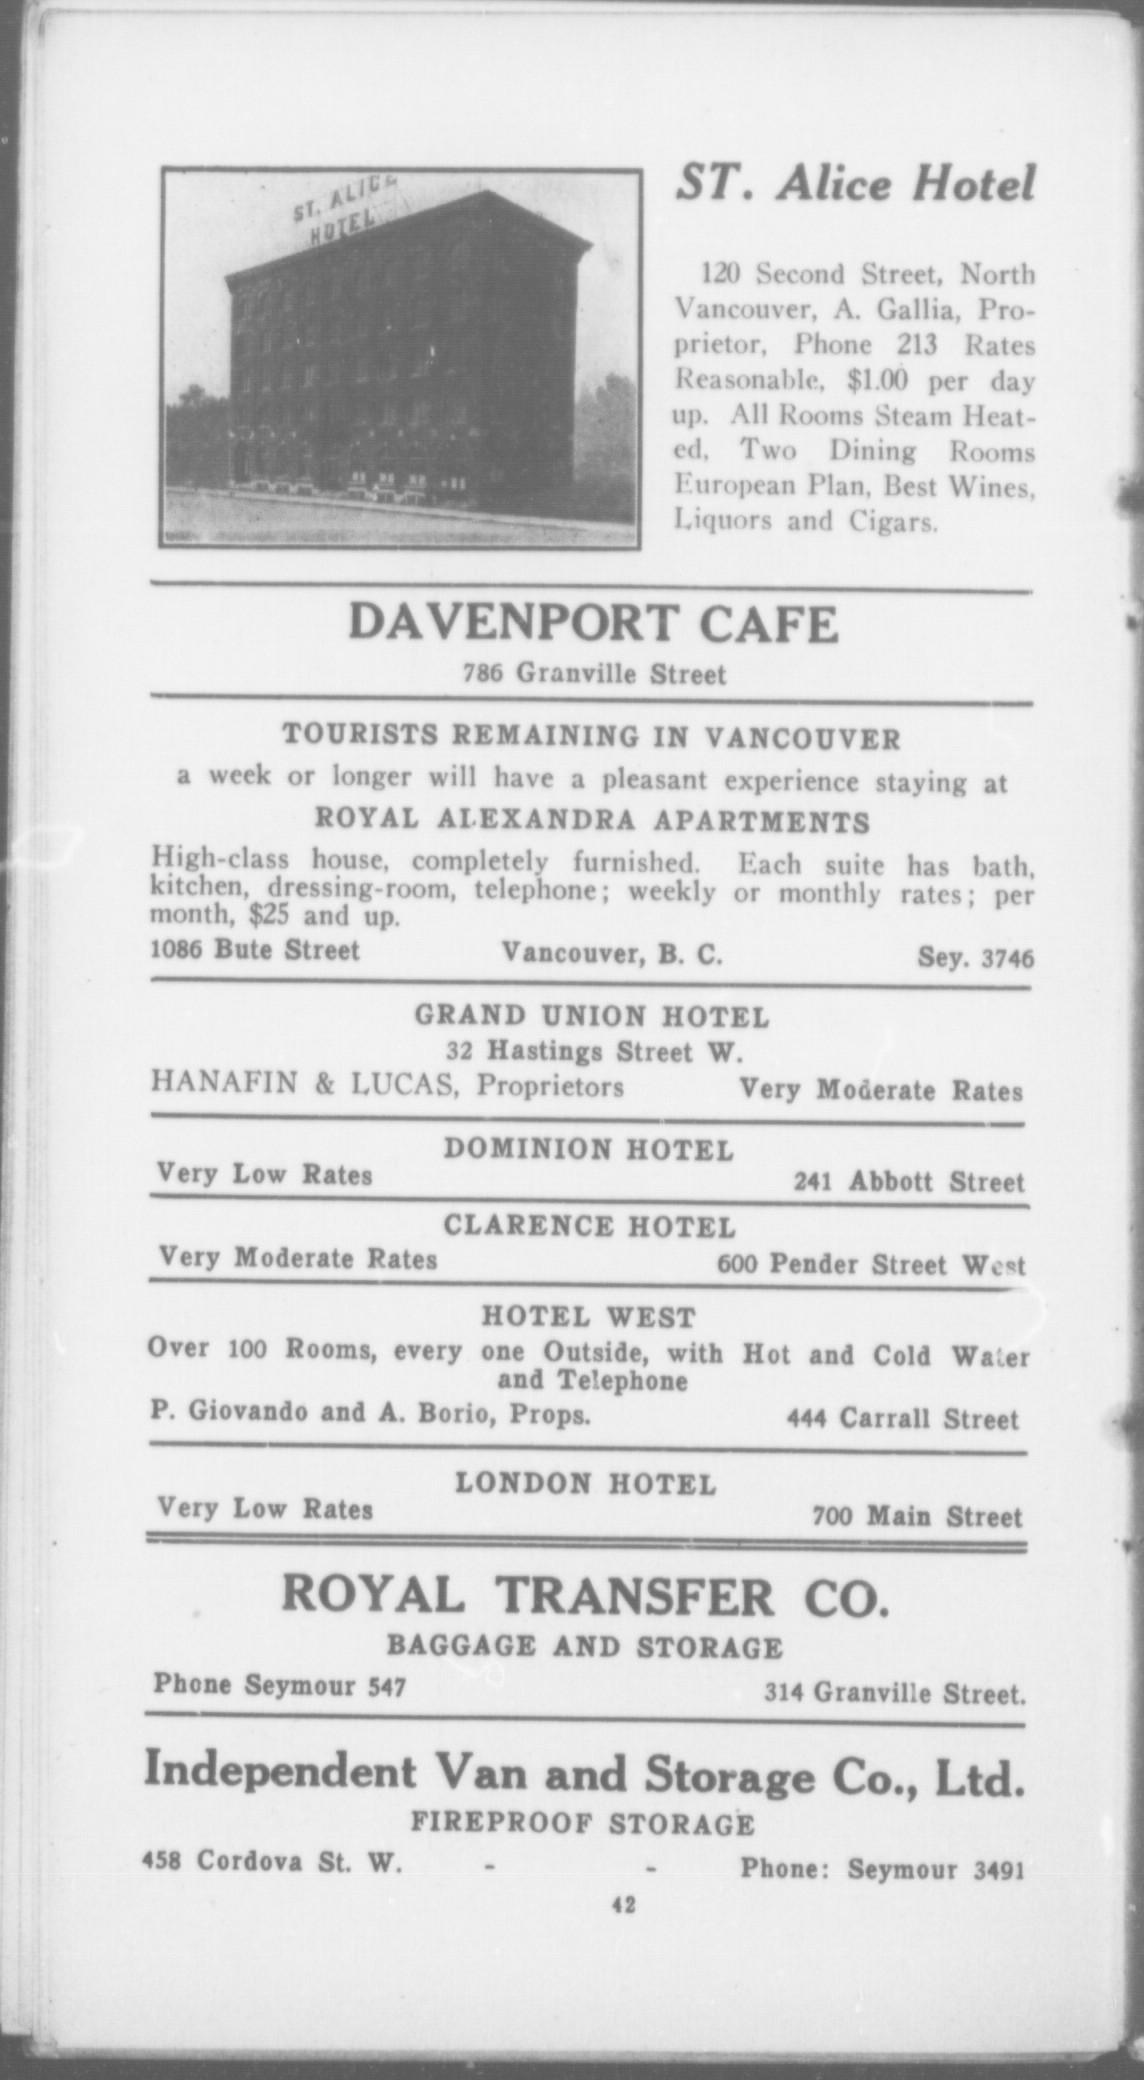 ST. ALICE
HOTEL
ST. Alice Hotel
120 Second Street, North
Vancouver, A. Gallia, Pro-
prietor, Phone 213 Rates
Reasonable, $1.00 per day
up. All Rooms Steam Heat-
ed, Two Dining Rooms
European Plan, Best Wines,
Liquors and Cigars.
DAVENPORT CAFE
786 Granville Street
TOURISTS REMAINING IN VANCOUVER
a week or longer will have a pleasant experience staying at
ROYAL ALEXANDRA APARTMENTS
High-class house, completely furnished. Each suite has bath,
kitchen, dressing-room, telephone; weekly or monthly rates; per
month, $25 and up.
1086 Bute Street Vancouver, B. C. Sey. 3746
GRAND UNION HOTEL
32 Hastings Street W.
HANAFIN & LUCAS, Proprietors Very Moderate Rates
DOMINION HOTEL
Very Low Rates 241 Abbott Street
CLARENCE HOTEL
Very Moderate Rates 600 Pender Street West
HOTEL WEST
Over 100 Rooms, every one Outside, with Hot and Cold Water
and Telephone
P. Giovando and A. Borio, Props. 444 Carrall Street
LONDON HOTEL
Very Low Rates 700 Main Street
ROYAL TRANSFER CO.
BAGGAGE AND STORAGE
Phone Seymour 547 314 Granville Street.
Independent Van and Storage Co., Ltd.
FIREPROOF STORAGE
458 Cordova St. W. - - Phone: Seymour 3491
42